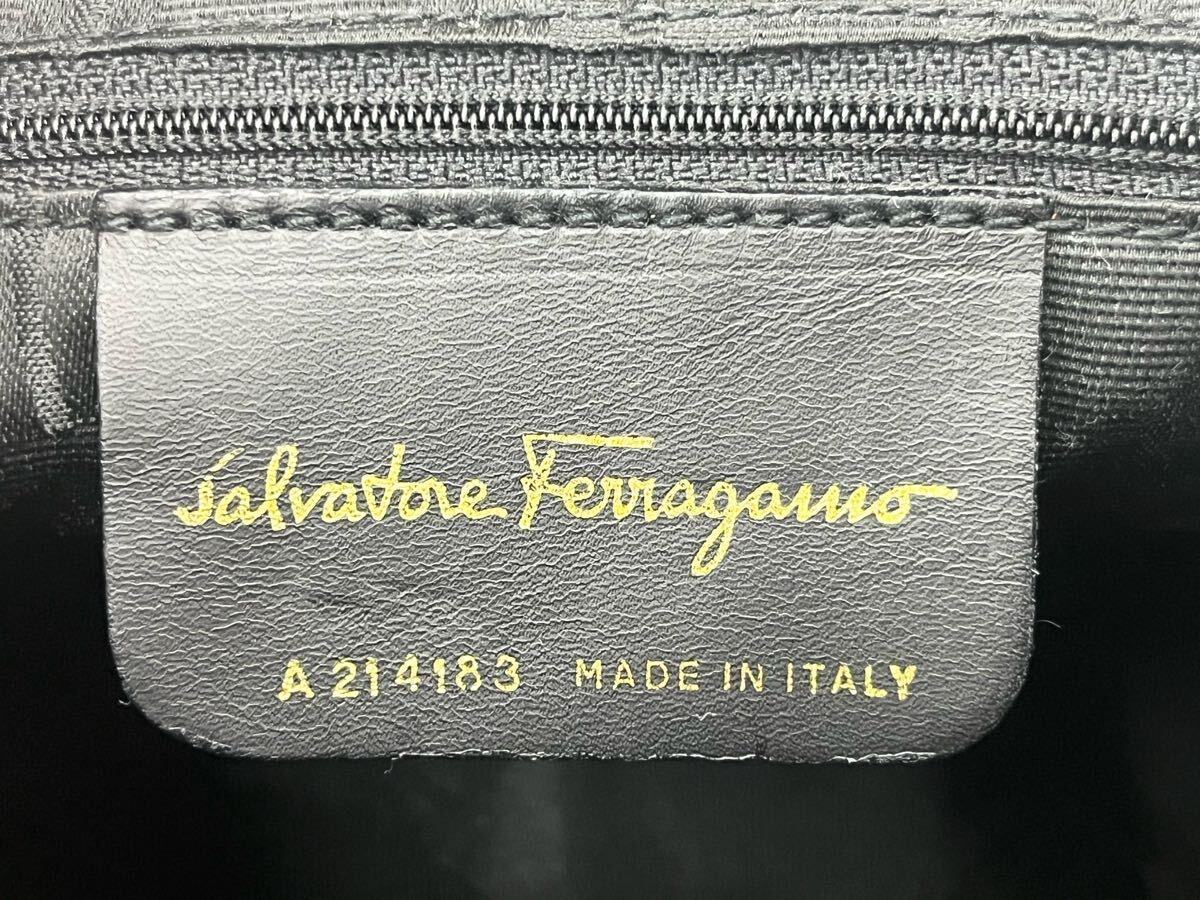 Salvatore Ferragamo
A 214183 MADE IN ITALY